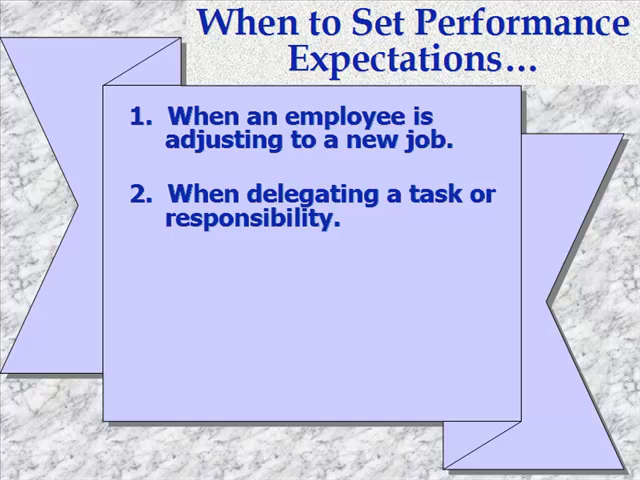 When to Set Performance
Expectations…
1. When an employee is
adjusting to a new job.
2. When delegating a task or
responsibility.